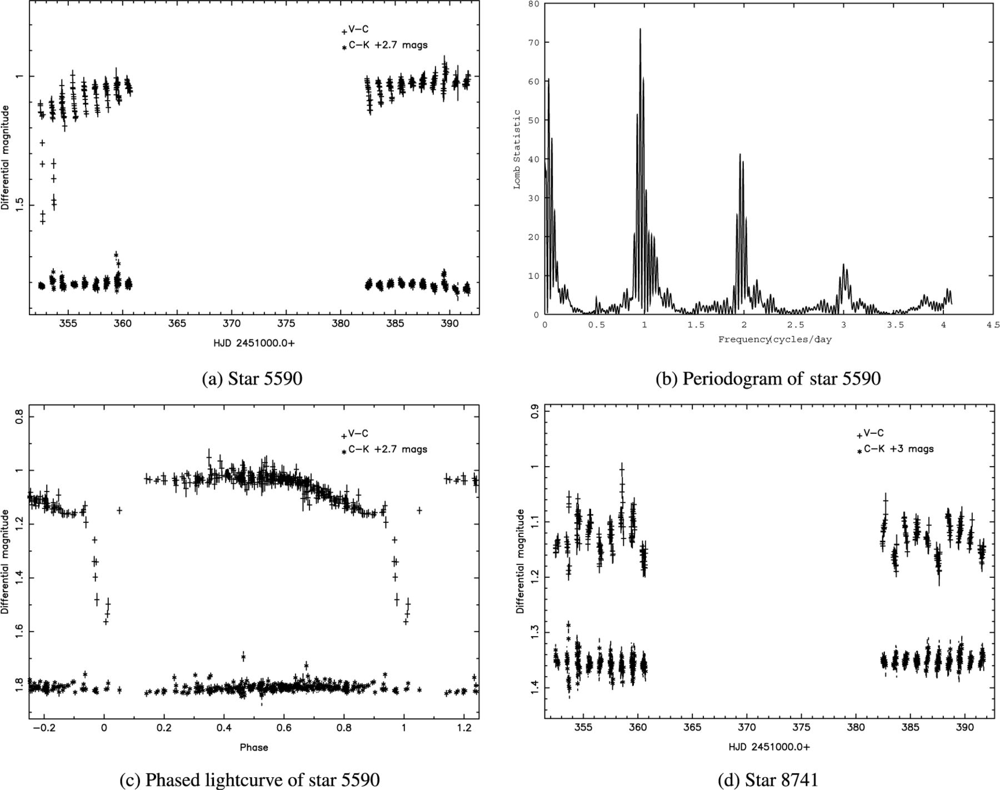 V−C
C−K +2.7 mags
1
1.5
Differential magnitude
355 360 365 370 375 380 385 390
HJD 2451000.0+
(a) Star 5590
80
70
60
50
40
30
20
10
0
Lomb Statistic
0 0.5 1 1.5 2 2.5 3 3.5 4 4.5
Frequency(cycles/day
(b) Periodogram of star 5590
V−C
C−K +2.7 mags
0.8
1
1.2
1.4
1.6
1.8
Differential magnitude
−0.2 0 0.2 0.4 0.6 0.8 1 1.2
Phase
(c) Phased lightcurve of star 5590
V−C
C−K +3 mags
0.9
1
1.1
1.2
1.3
1.4
Differential magnitude
355 360 365 370 375 380 385 390
HJD 2451000.0+
(d) Star 8741